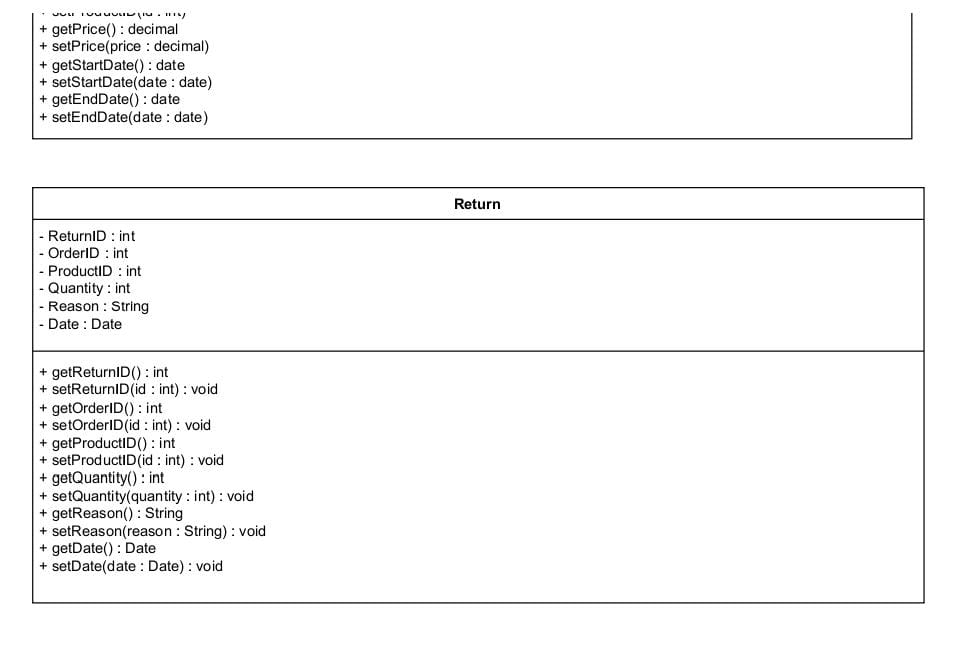 + setProductID(id : int)
+ getPrice() : decimal
+ setPrice(price : decimal)
+ getStartDate() : date
+ setStartDate(date : date)
+ getEndDate() : date
+ setEndDate(date : date)
Return
- ReturnID : int
- OrderID : int
- ProductID : int
- Quantity : int
- Reason : String
- Date : Date
+ getReturnID() : int
+ setReturnID(id : int) : void
+ getOrderID() : int
+ setOrderID(id : int) : void
+ getProductID() : int
+ setProductID(id : int) : void
+ getQuantity() : int
+ setQuantity(quantity : int) : void
+ getReason() : String
+ setReason(reason : String) : void
+ getDate() : Date
+ setDate(date : Date) : void